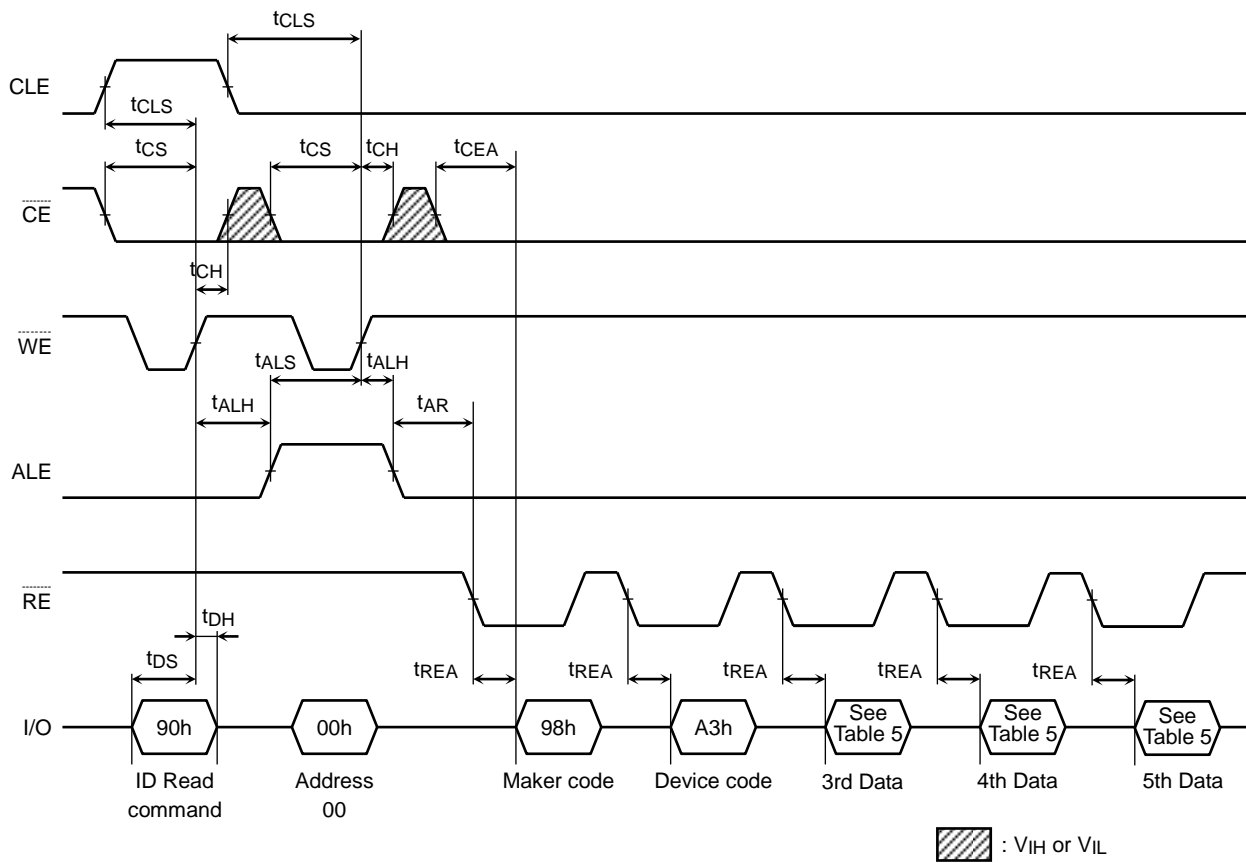 tCLS
CLE
tCLS
tCS
tCS
tCH
tCEA
CE
tCH
WE
tALS
tALH
tALH
tAR
ALE
RE
tDH
tDS
tREA
tREA
tREA
tREA
tREA
I/O
90h
00h
98h
A3h
See
Table 5
See
Table 5
See
Table 5
ID Read
command
Address
00
Maker code
Device code
3rd Data
4th Data
5th Data
: VIH or VIL